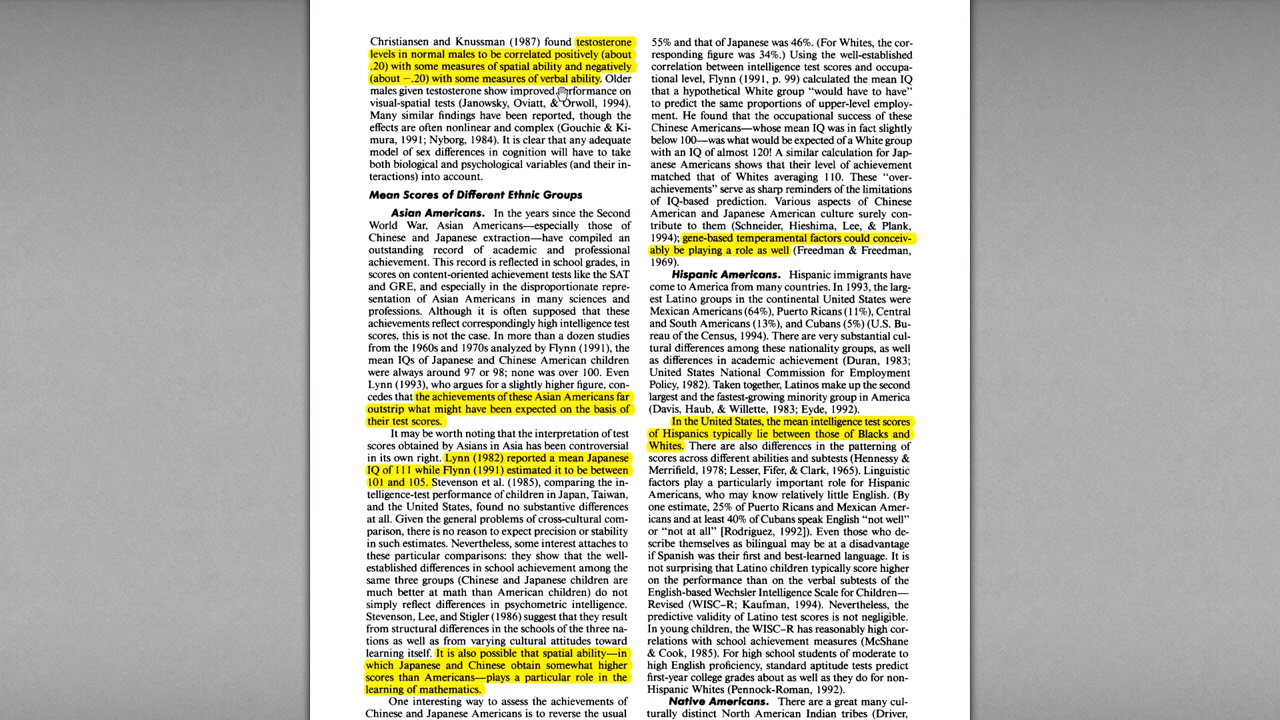 Christiansen and Knussman (1987) found testosterone
levels in normal males to be correlated positively (about
.20) with some measures of spatial ability and negatively
(about −.20) with some measures of verbal ability. Older
males given testosterone show improved performance on
visual-spatial tests (Janowsky, Oviatt, & Orwoll, 1994).
Many similar findings have been reported, though the
effects are often nonlinear and complex (Gouchie & Ki-
mura, 1991; Nyborg, 1984). It is clear that any adequate
model of sex differences in cognition will have to take
both biological and psychological variables (and their in-
teractions) into account.
Mean Scores of Different Ethnic Groups
Asian Americans. In the years since the Second
World War, Asian Americans—especially those of
Chinese and Japanese extraction—have compiled an
outstanding record of academic and professional
achievement. This record is reflected in school grades, in
scores on content-oriented achievement tests like the SAT
and GRE, and especially in the disproportionate repre-
sentation of Asian Americans in many sciences and
professions. Although it is often supposed that these
achievements reflect correspondingly high intelligence test
scores, this is not the case. In more than a dozen studies
from the 1960s and 1970s analyzed by Flynn (1991), the
mean IQs of Japanese and Chinese American children
were always around 97 or 98; none was over 100. Even
Lynn (1993), who argues for a slightly higher figure, con-
cedes that the achievements of these Asian Americans far
outstrip what might have been expected on the basis of
their test scores.
It may be worth noting that the interpretation of test
scores obtained by Asians in Asia has been controversial
in its own right. Lynn (1982) reported a mean Japanese
IQ of 111 while Flynn (1991) estimated it to be between
101 and 105. Stevenson et al. (1985), comparing the in-
telligence-test performance of children in Japan, Taiwan,
and the United States, found no substantive differences
at all. Given the general problems of cross-cultural com-
parison, there is no reason to expect precision or stability
in such estimates. Nevertheless, some interest attaches to
these particular comparisons: they show that the well-
established differences in school achievement among the
same three groups (Chinese and Japanese children are
much better at math than American children) do not
simply reflect differences in psychometric intelligence.
Stevenson, Lee, and Stigler (1986) suggest that they result
from structural differences in the schools of the three na-
tions as well as from varying cultural attitudes toward
learning itself. It is also possible that spatial ability—in
which Japanese and Chinese obtain somewhat higher
scores than Americans—plays a particular role in the
learning of mathematics.
One interesting way to assess the achievements of
Chinese and Japanese Americans is to reverse the usual
55% and that of Japanese was 46%. (For Whites, the cor-
responding figure was 34%.) Using the well-established
correlation between intelligence test scores and occupa-
tional level, Flynn (1991, p. 99) calculated the mean IQ
that a hypothetical White group "would have to have"
to predict the same proportions of upper-level employ-
ment. He found that the occupational success of these
Chinese Americans—whose mean IQ was in fact slightly
below 100—was what would be expected of a White group
with an IQ of almost 120! A similar calculation for Jap-
anese Americans shows that their level of achievement
matched that of Whites averaging 110. These "over-
achievements" serve as sharp reminders of the limitations
of IQ-based prediction. Various aspects of Chinese
American and Japanese American culture surely con-
tribute to them (Schneider, Hieshima, Lee, & Plank,
1994); gene-based temperamental factors could conceiv-
ably be playing a role as well (Freedman & Freedman,
1969).
Hispanic Americans. Hispanic immigrants have
come to America from many countries. In 1993, the larg-
est Latino groups in the continental United States were
Mexican Americans (64%), Puerto Ricans (11%), Central
and South Americans (13%), and Cubans (5%) (U.S. Bu-
reau of the Census, 1994). There are very substantial cul-
tural differences among these nationality groups, as well
as differences in academic achievement (Duran, 1983;
United States National Commission for Employment
Policy, 1982). Taken together, Latinos make up the second
largest and the fastest-growing minority group in America
(Davis, Haub, & Willette, 1983; Eyde, 1992).
In the United States, the mean intelligence test scores
of Hispanics typically lie between those of Blacks and
Whites. There are also differences in the patterning of
scores across different abilities and subtests (Hennessy &
Merrifield, 1978; Lesser, Fifer, & Clark, 1965). Linguistic
factors play a particularly important role for Hispanic
Americans, who may know relatively little English. (By
one estimate, 25% of Puerto Ricans and Mexican Amer-
icans and at least 40% of Cubans speak English "not well"
or "not at all" [Rodriguez, 1992]). Even those who de-
scribe themselves as bilingual may be at a disadvantage
if Spanish was their first and best-learned language. It is
not surprising that Latino children typically score higher
on the performance than on the verbal subtests of the
English-based Wechsler Intelligence Scale for Children—
Revised (WISC–R; Kaufman, 1994). Nevertheless, the
predictive validity of Latino test scores is not negligible.
In young children, the WISC–R has reasonably high cor-
relations with school achievement measures (McShane
& Cook, 1985). For high school students of moderate to
high English proficiency, standard aptitude tests predict
first-year college grades about as well as they do for non-
Hispanic Whites (Pennock-Roman, 1992).
Native Americans. There are a great many cul-
turally distinct North American Indian tribes (Driver,